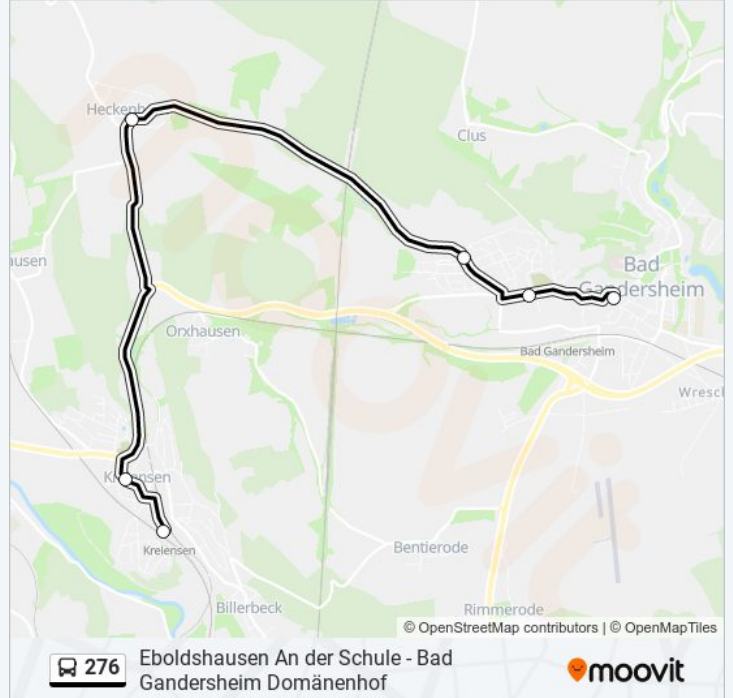 Heckenb
Clus
ausen
Bad
Gandersheim
Orxhausen
Bad Gandersheim
Wresch
Kreiensen
Kreiensen
Bentierode
Billerbeck
Rimmerode
© OpenStreetMap contributors | © OpenMapTiles
276
Eboldshausen An der Schule - Bad
Gandersheim Domänenhof
moovit